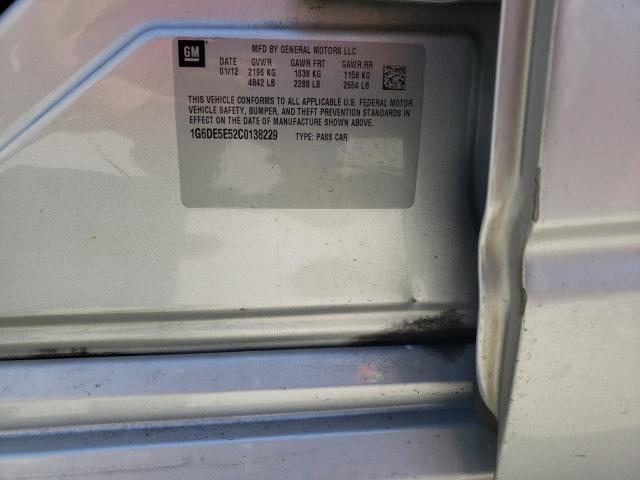 GM
MFD BY GENERAL MOTORS LLC
DATE GVWR GAWR FRT GAWR RR
01/12 2196 KG 1038 KG 1158 KG
4842 LB 2288 LB 2554 LB
THIS VEHICLE CONFORMS TO ALL APPLICABLE U.S. FEDERAL MOTOR
VEHICLE SAFETY, BUMPER, AND THEFT PREVENTION STANDARDS IN
EFFECT ON THE DATE OF MANUFACTURE SHOWN ABOVE.
1G6DE5E52C0138229 TYPE: PASS CAR